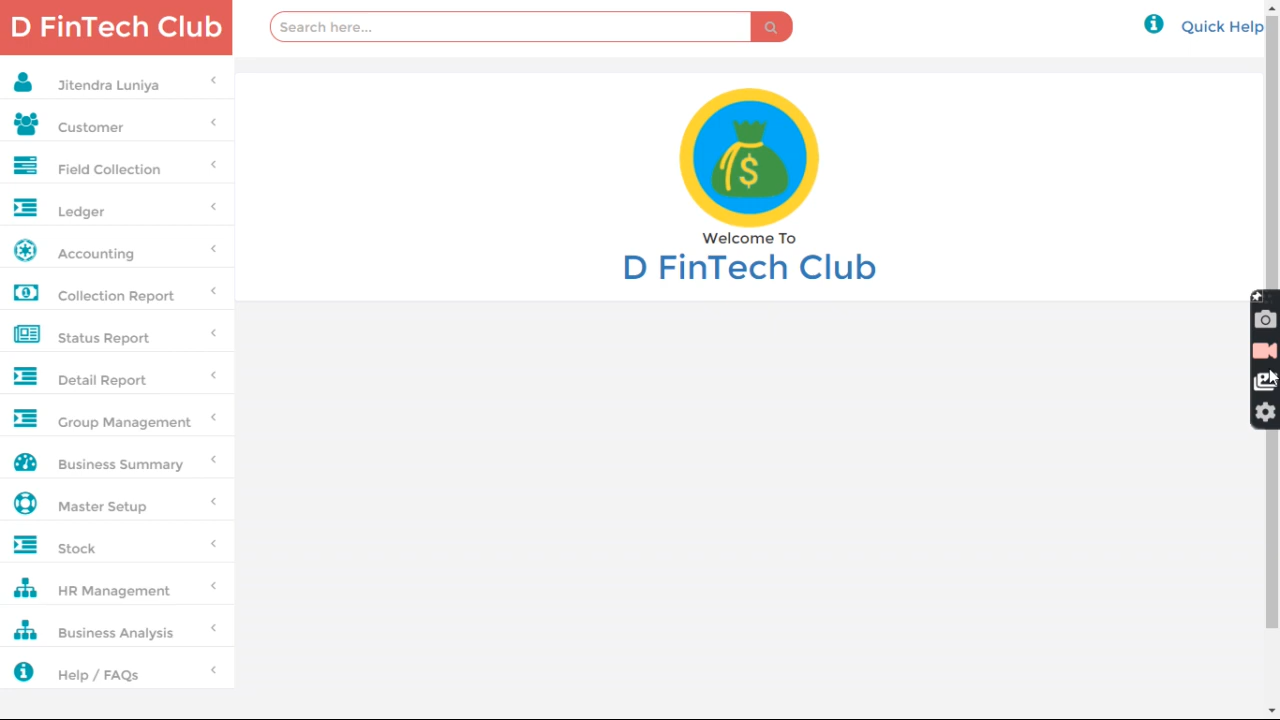 D FinTech Club
Search here...
Quick Help
Jitendra Luniya
Customer
Field Collection
Ledger
Accounting
Collection Report
Status Report
Detail Report
Group Management
Business Summary
Master Setup
Stock
HR Management
Business Analysis
Help / FAQs
$
Welcome To
D FinTech Club